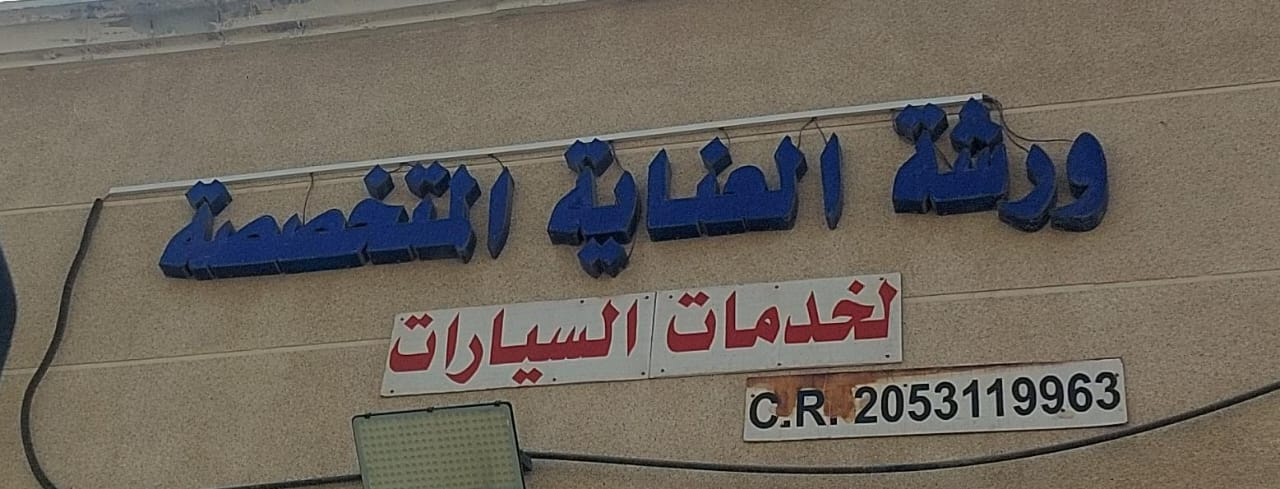 ورشة العناية المتخصصة
لخدمات السيارات
C.R. 2053119963